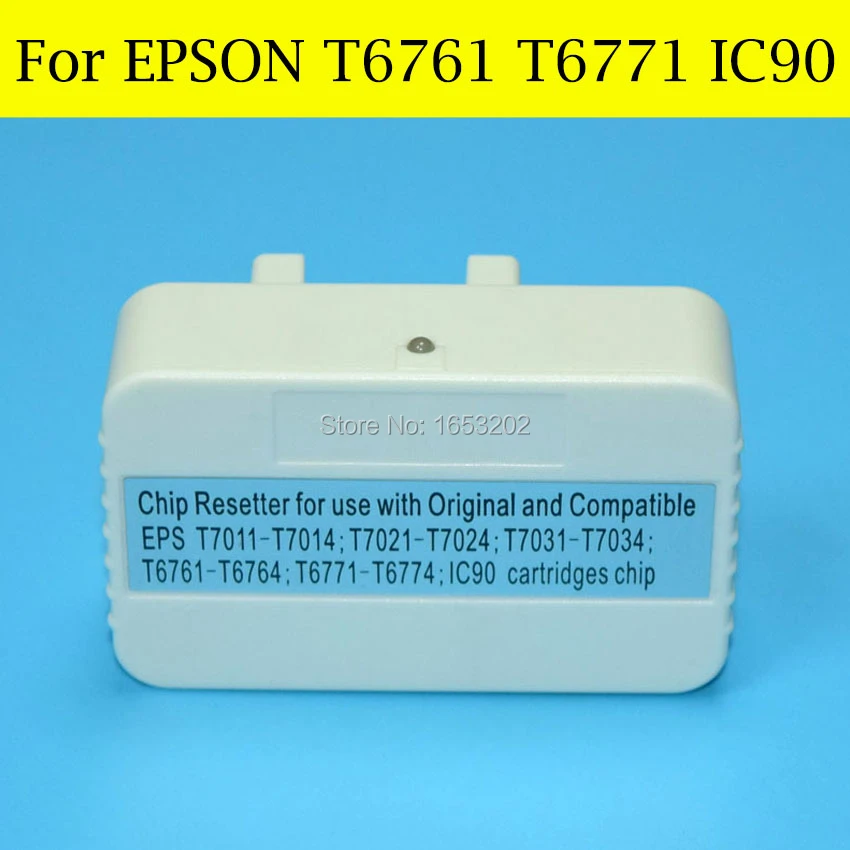 For EPSON T6761 T6771 IC90
Store No: 1653202
Chip Resetter for use with Original and Compatible
EPS T7011-T7014; T7021-T7024; T7031-T7034;
T6761-T6764; T6771-T6774; IC90 cartridges chip